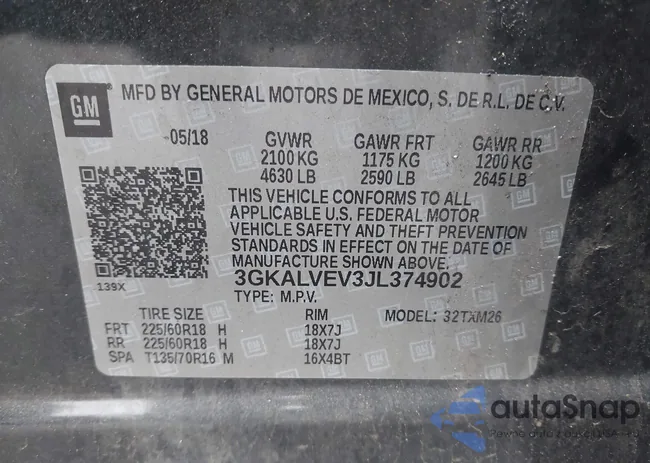 GM
MFD BY GENERAL MOTORS DE MEXICO, S. DE R.L. DE C.V.
05/18 GVWR GAWR FRT GAWR RR
2100 KG 1175 KG 1200 KG
4630 LB 2590 LB 2645 LB
THIS VEHICLE CONFORMS TO ALL
APPLICABLE U.S. FEDERAL MOTOR
VEHICLE SAFETY AND THEFT PREVENTION
STANDARDS IN EFFECT ON THE DATE OF
MANUFACTURE SHOWN ABOVE.
3GKALVEV3JL374902
139X TYPE: M.P.V.
TIRE SIZE RIM MODEL: 32TXM26
FRT 225/60R18 H 18X7J
RR 225/60R18 H 18X7J
SPA T135/70R16 M 16X4BT
autaSnap